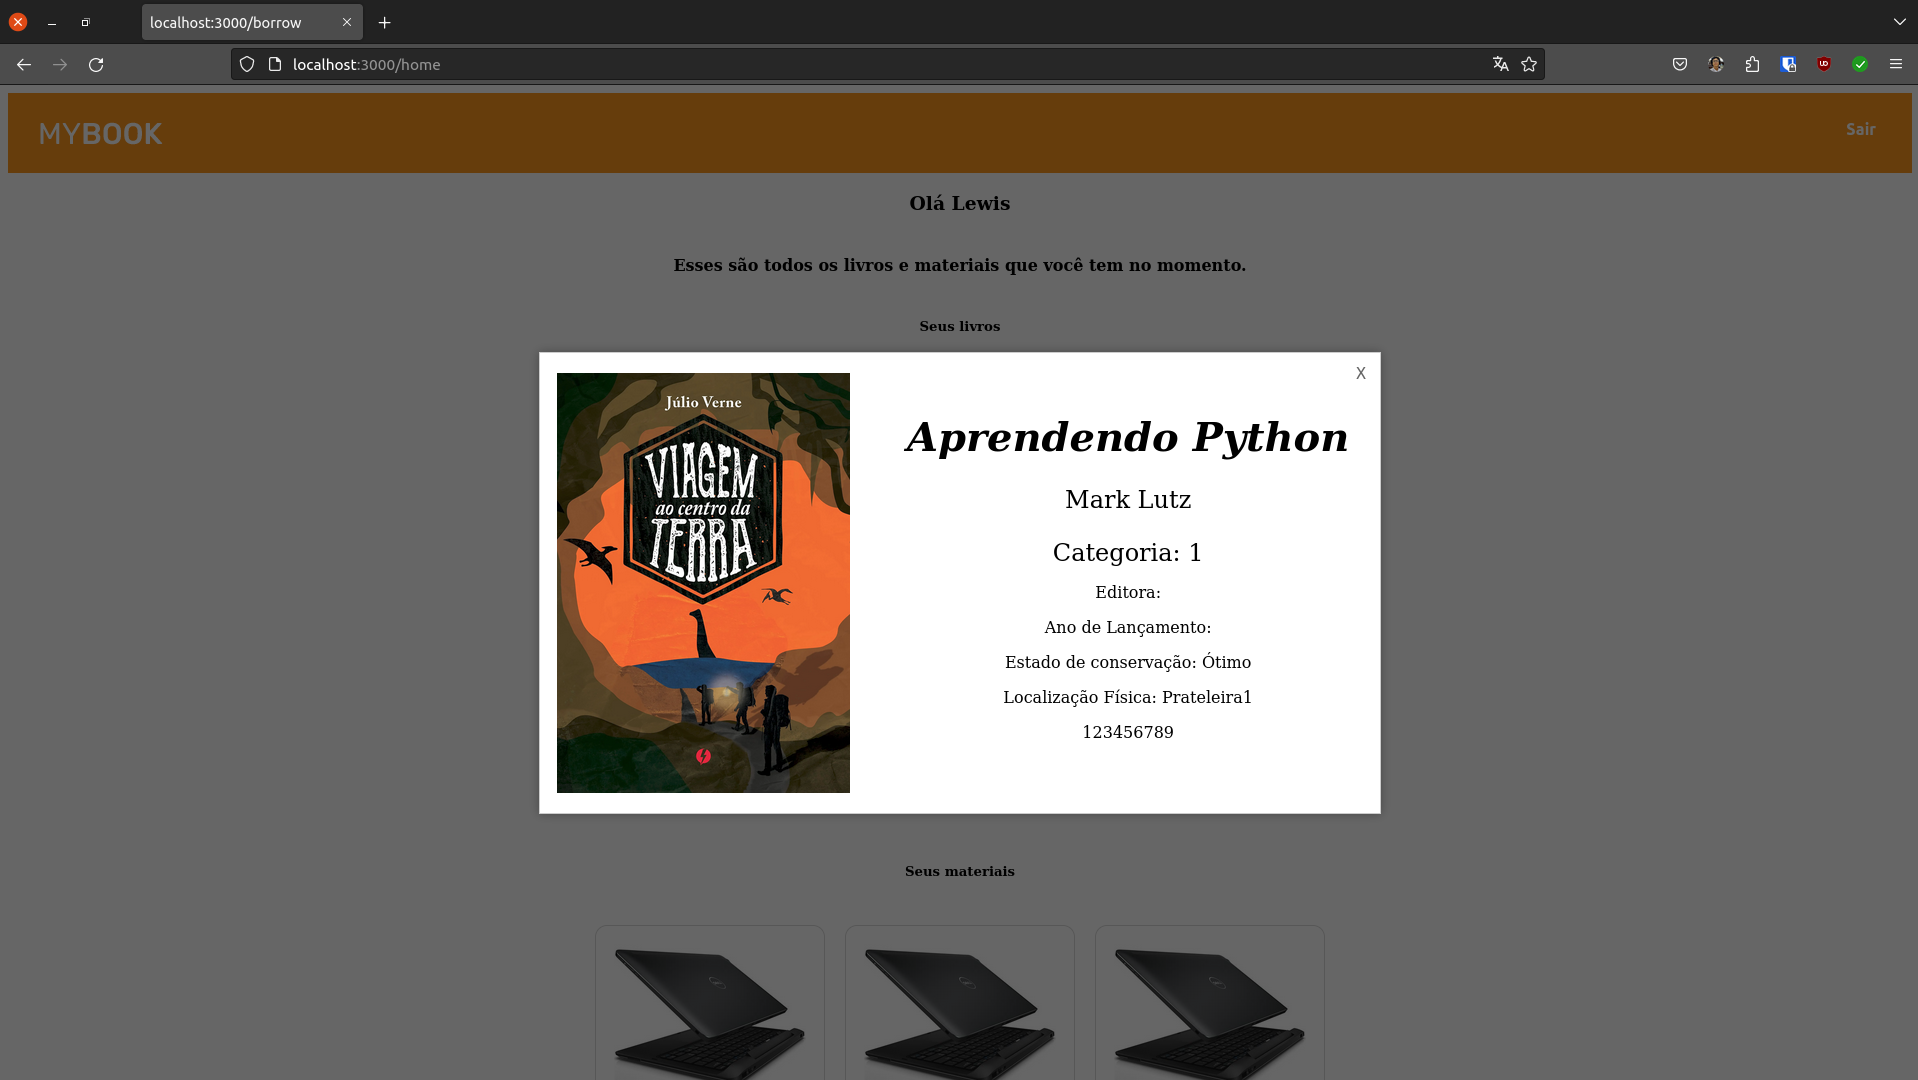 localhost:3000/borrow
localhost:3000/home
MYBOOK
Sair
Olá Lewis
Esses são todos os livros e materiais que você tem no momento.
Seus livros
X
Júlio Verne
VIAGEM
ao centro da
TERRA
Aprendendo Python
Mark Lutz
Categoria: 1
Editora:
Ano de Lançamento:
Estado de conservação: Ótimo
Localização Física: Prateleira1
123456789
Seus materiais